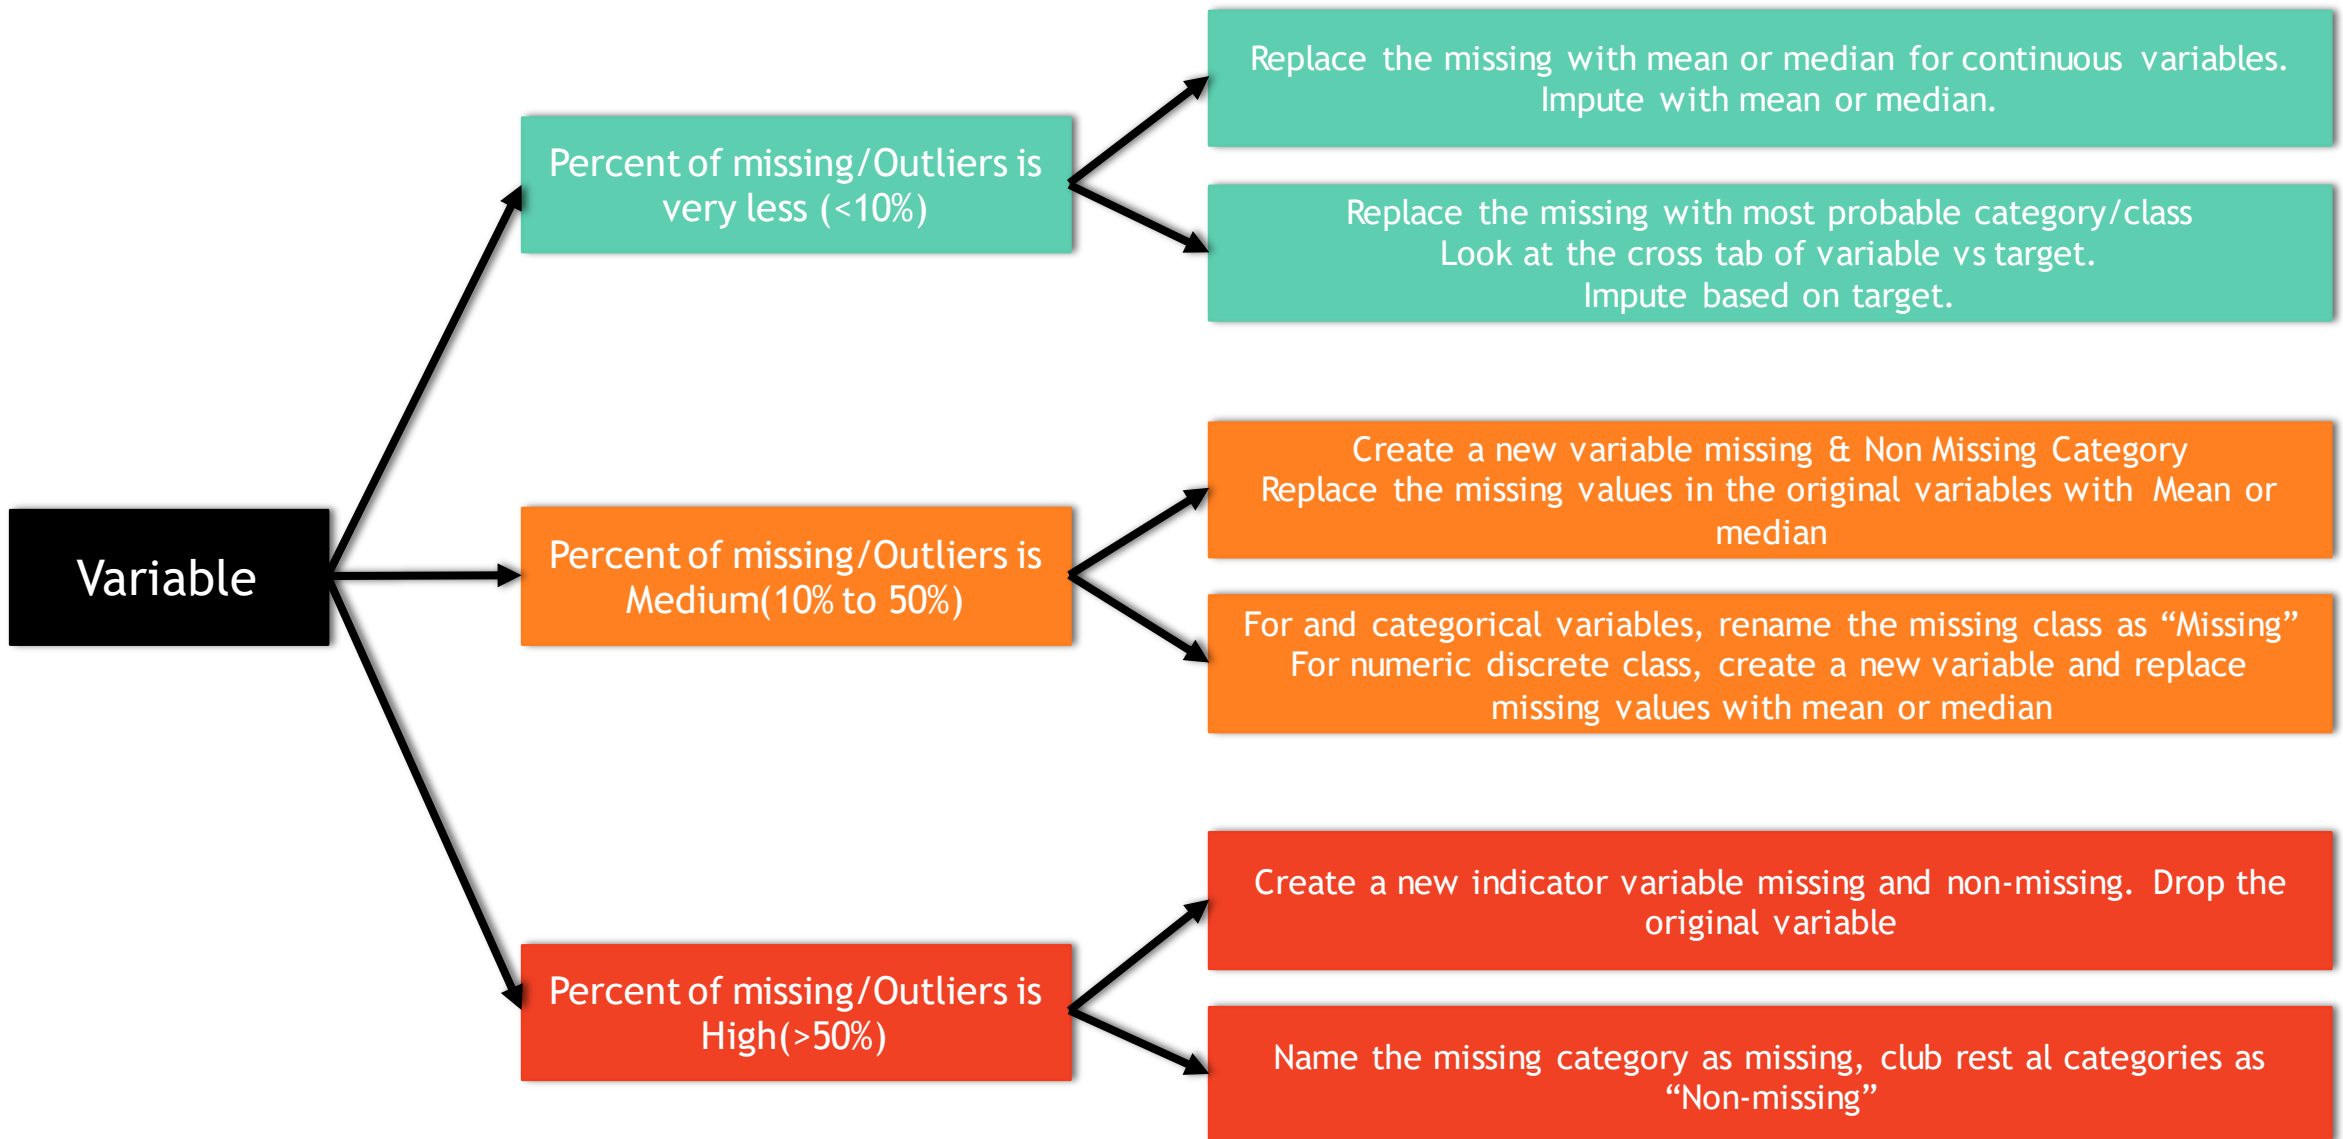 Variable
Percent of missing/Outliers is
very less (<10%)
Replace the missing with mean or median for continuous variables.
Impute with mean or median.
Replace the missing with most probable category/class
Look at the cross tab of variable vs target.
Impute based on target.
Percent of missing/Outliers is
Medium(10% to 50%)
Create a new variable missing & Non Missing Category
Replace the missing values in the original variables with Mean or
median
For and categorical variables, rename the missing class as “Missing”
For numeric discrete class, create a new variable and replace
missing values with mean or median
Percent of missing/Outliers is
High(>50%)
Create a new indicator variable missing and non-missing. Drop the
original variable
Name the missing category as missing, club rest al categories as
“Non-missing”